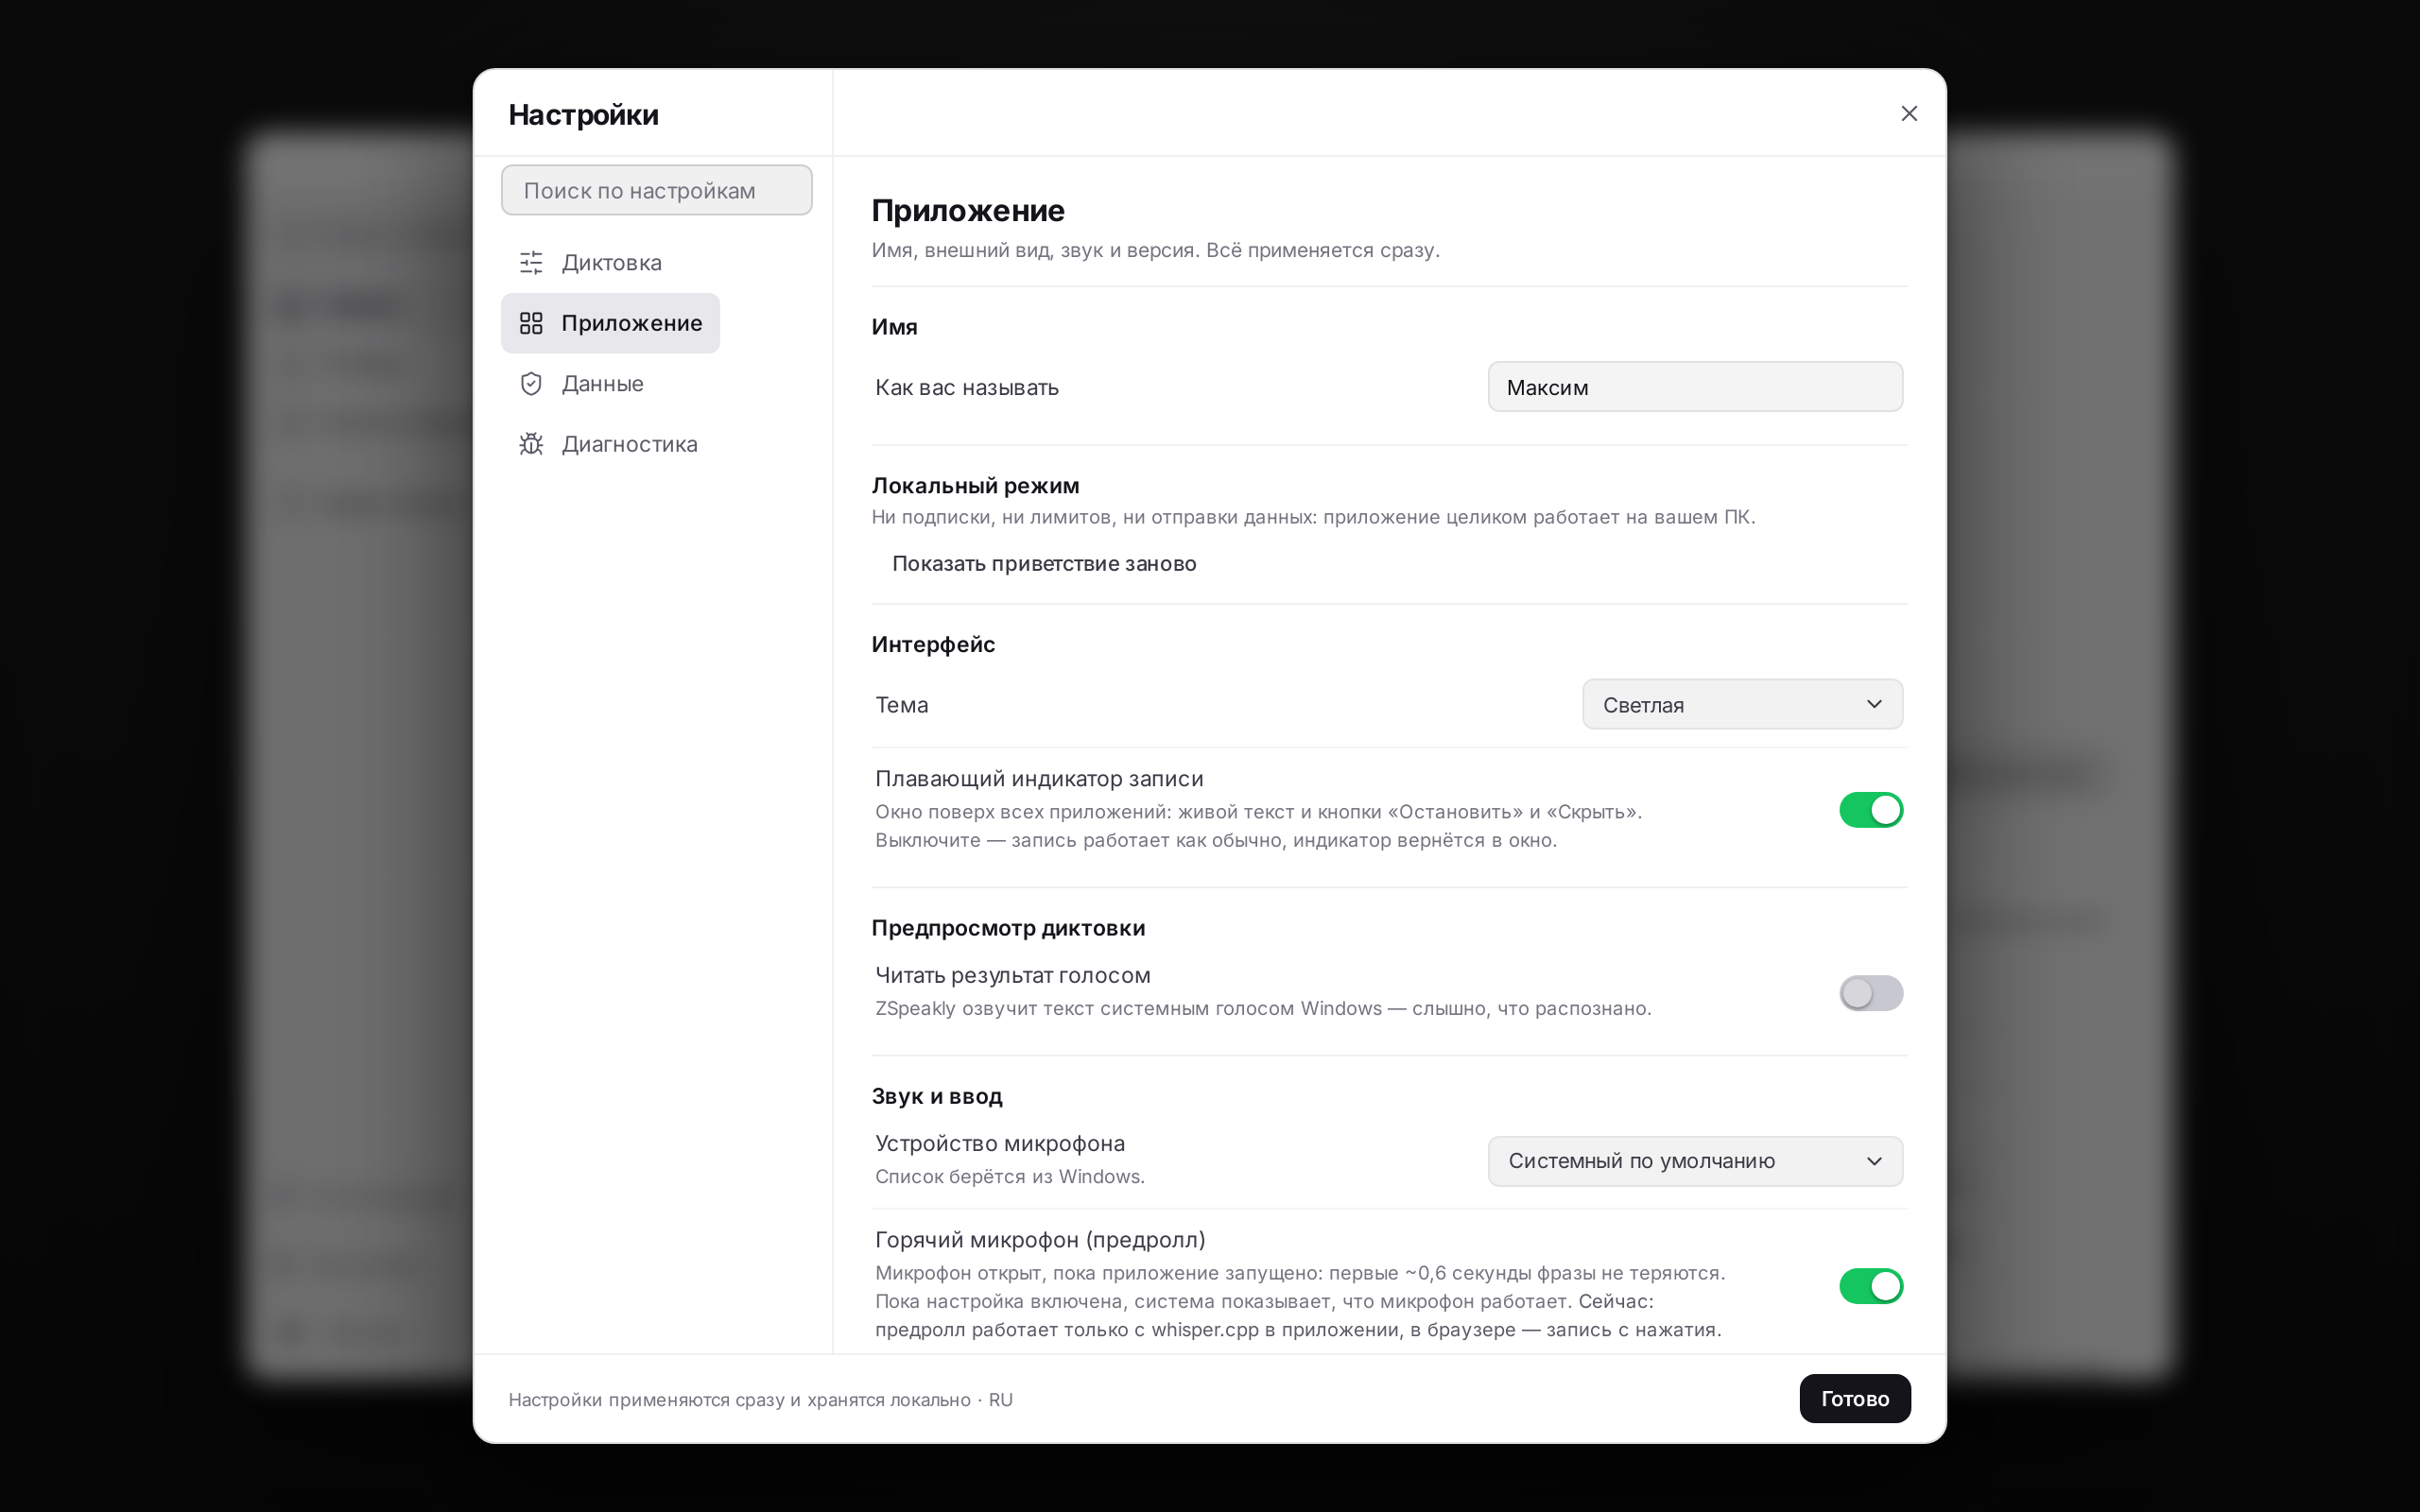 Настройки
Поиск по настройкам
Диктовка
Приложение
Данные
Диагностика
Приложение
Имя, внешний вид, звук и версия. Всё применяется сразу.
Имя
Как вас называть
Максим
Локальный режим
Ни подписки, ни лимитов, ни отправки данных: приложение целиком работает на вашем ПК.
Показать приветствие заново
Интерфейс
Тема
Светлая
Плавающий индикатор записи
Окно поверх всех приложений: живой текст и кнопки «Остановить» и «Скрыть».
Выключите — запись работает как обычно, индикатор вернётся в окно.
Предпросмотр диктовки
Читать результат голосом
ZSpeakly озвучит текст системным голосом Windows — слышно, что распознано.
Звук и ввод
Устройство микрофона
Список берётся из Windows.
Системный по умолчанию
Горячий микрофон (предролл)
Микрофон открыт, пока приложение запущено: первые ~0,6 секунды фразы не теряются.
Пока настройка включена, система показывает, что микрофон работает. Сейчас:
предролл работает только с whisper.cpp в приложении, в браузере — запись с нажатия.
Настройки применяются сразу и хранятся локально · RU
Готово